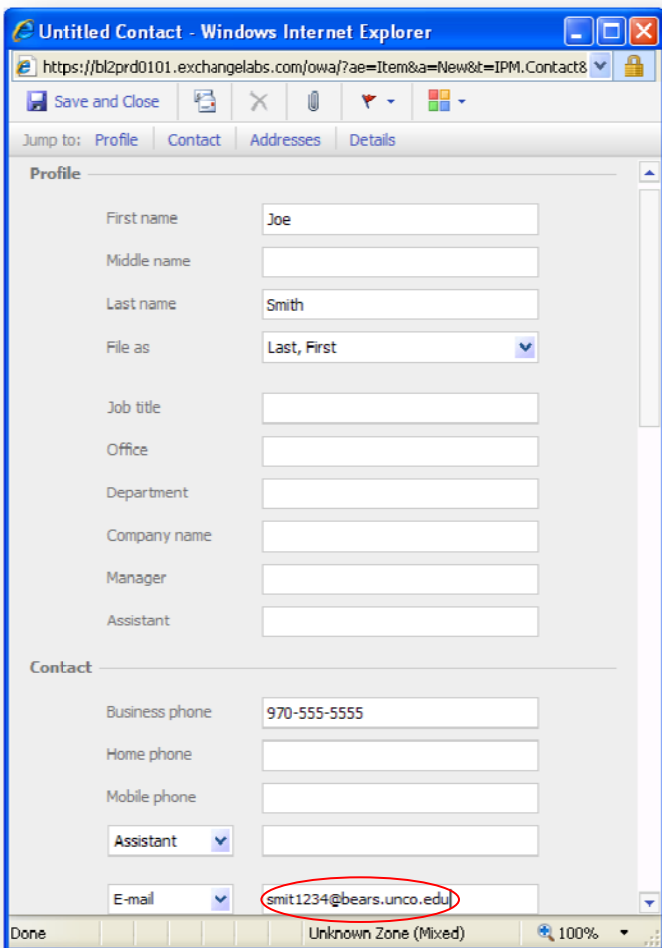 Untitled Contact - Windows Internet Explorer
https://bl2prd0101.exchangelabs.com/owa/?ae=Item&a=New&t=IPM.Contact&
Save and Close
Jump to: Profile Contact Addresses Details
Profile
First name Joe
Middle name
Last name Smith
File as Last, First
Job title
Office
Department
Company name
Manager
Assistant
Contact
Business phone 970-555-5555
Home phone
Mobile phone
Assistant
E-mail smit1234@bears.unco.edu
Done Unknown Zone (Mixed) 100%